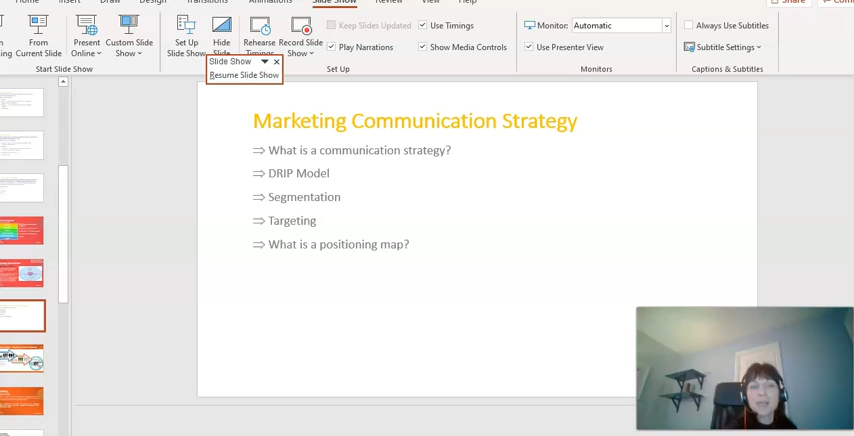 Home Insert Draw Design Transitions Animations Slide Show Review View Help Share
From Present Custom Slide Set Up Hide Rehearse Record Slide Keep Slides Updated Use Timings Monitor: Automatic Always Use Subtitles
Current Slide Online Show Slide Show Slide Timings Show Play Narrations Show Media Controls Use Presenter View Subtitle Settings
Start Slide Show Set Up Monitors Captions & Subtitles
Slide Show
Resume Slide Show
Marketing Communication Strategy
⇒ What is a communication strategy?
⇒ DRIP Model
⇒ Segmentation
⇒ Targeting
⇒ What is a positioning map?